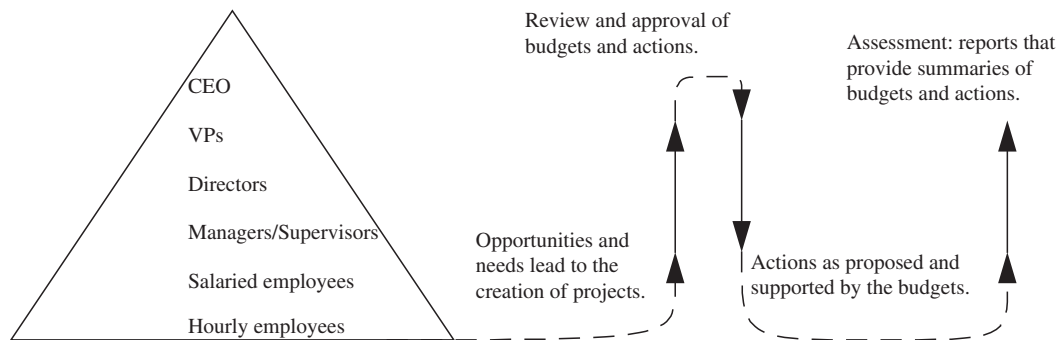 CEO
VPs
Directors
Managers/Supervisors
Salaried employees
Hourly employees
Opportunities and
needs lead to the
creation of projects.
Review and approval of
budgets and actions.
Actions as proposed and
supported by the budgets.
Assessment: reports that
provide summaries of
budgets and actions.